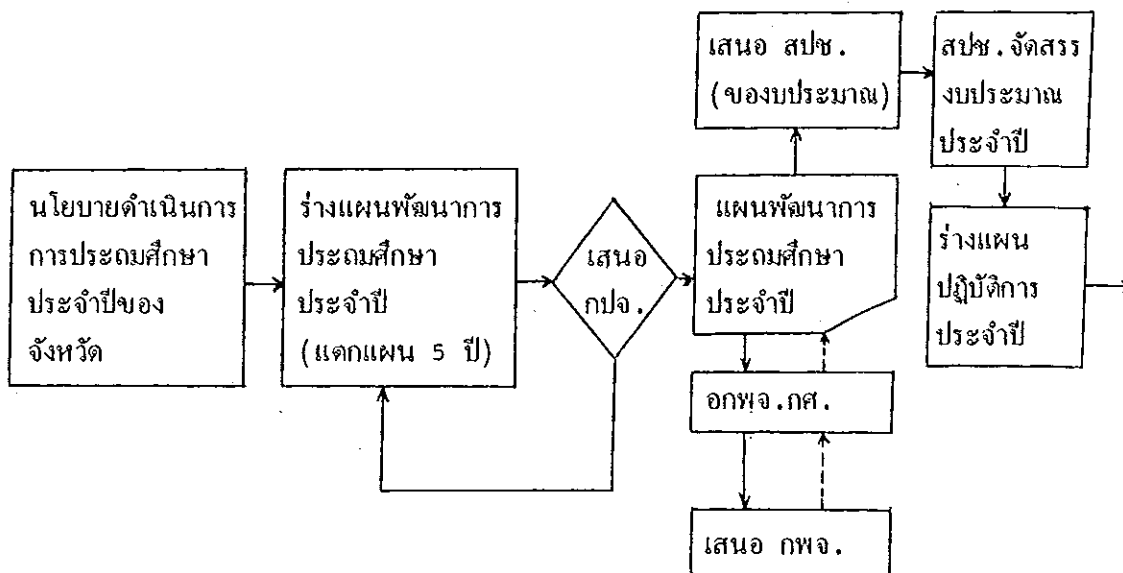 นโยบายดำเนินการ
การประถมศึกษา
ประจำปีของ
จังหวัด
ร่างแผนพัฒนาการ
ประถมศึกษา
ประจำปี
(แตกแผน 5 ปี)
เสนอ
กปจ.
แผนพัฒนาการ
ประถมศึกษา
ประจำปี
เสนอ สปช.
(ของบประมาณ)
สปช.จัดสรร
งบประมาณ
ประจำปี
ร่างแผน
ปฏิบัติการ
ประจำปี
อกพจ.กศ.
เสนอ กพจ.